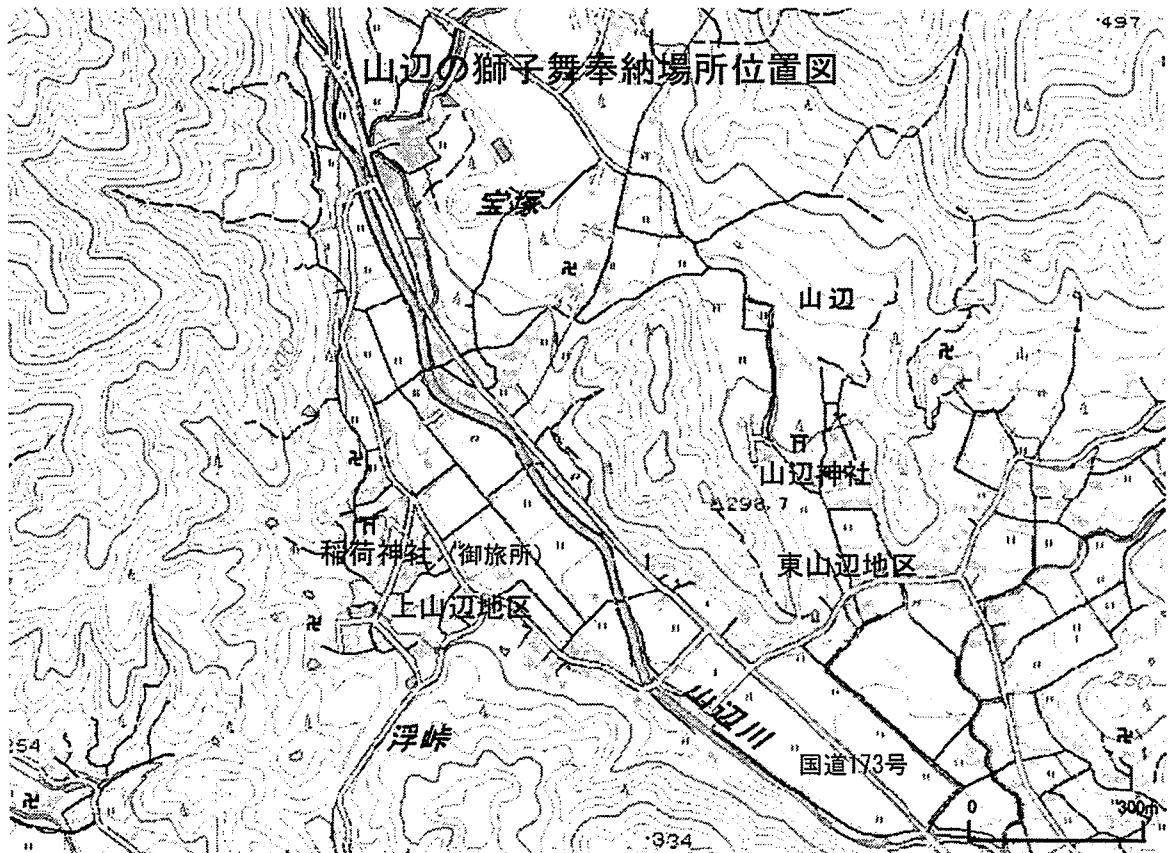 ・497
山辺の獅子舞奉納場所位置図
宝塚
山辺
山辺神社
298.7
稲荷神社(御旅所)
東山辺地区
上山辺地区
250
山辺川
浮峠
254
国道173号
0 300m
・334